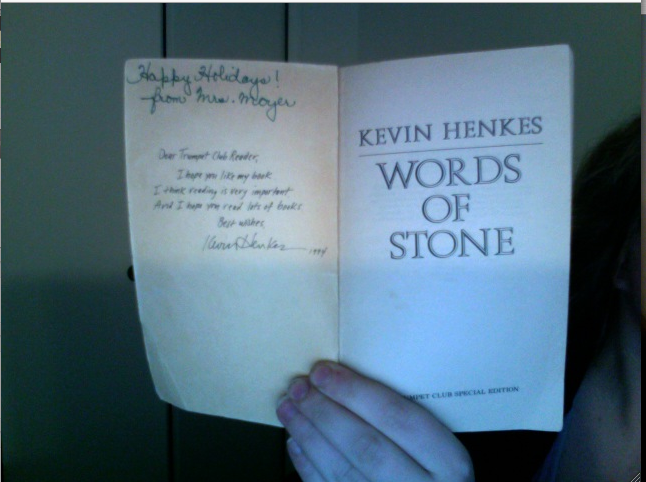 Happy Holidays!
from Mrs. Moyer
Dear Trumpet Club Reader,
I hope you like my book.
I think reading is very important
And I hope you read lots of books.
Best wishes,
Kevin Henkes 1994
KEVIN HENKES
WORDS
OF
STONE
MPET CLUB SPECIAL EDITION